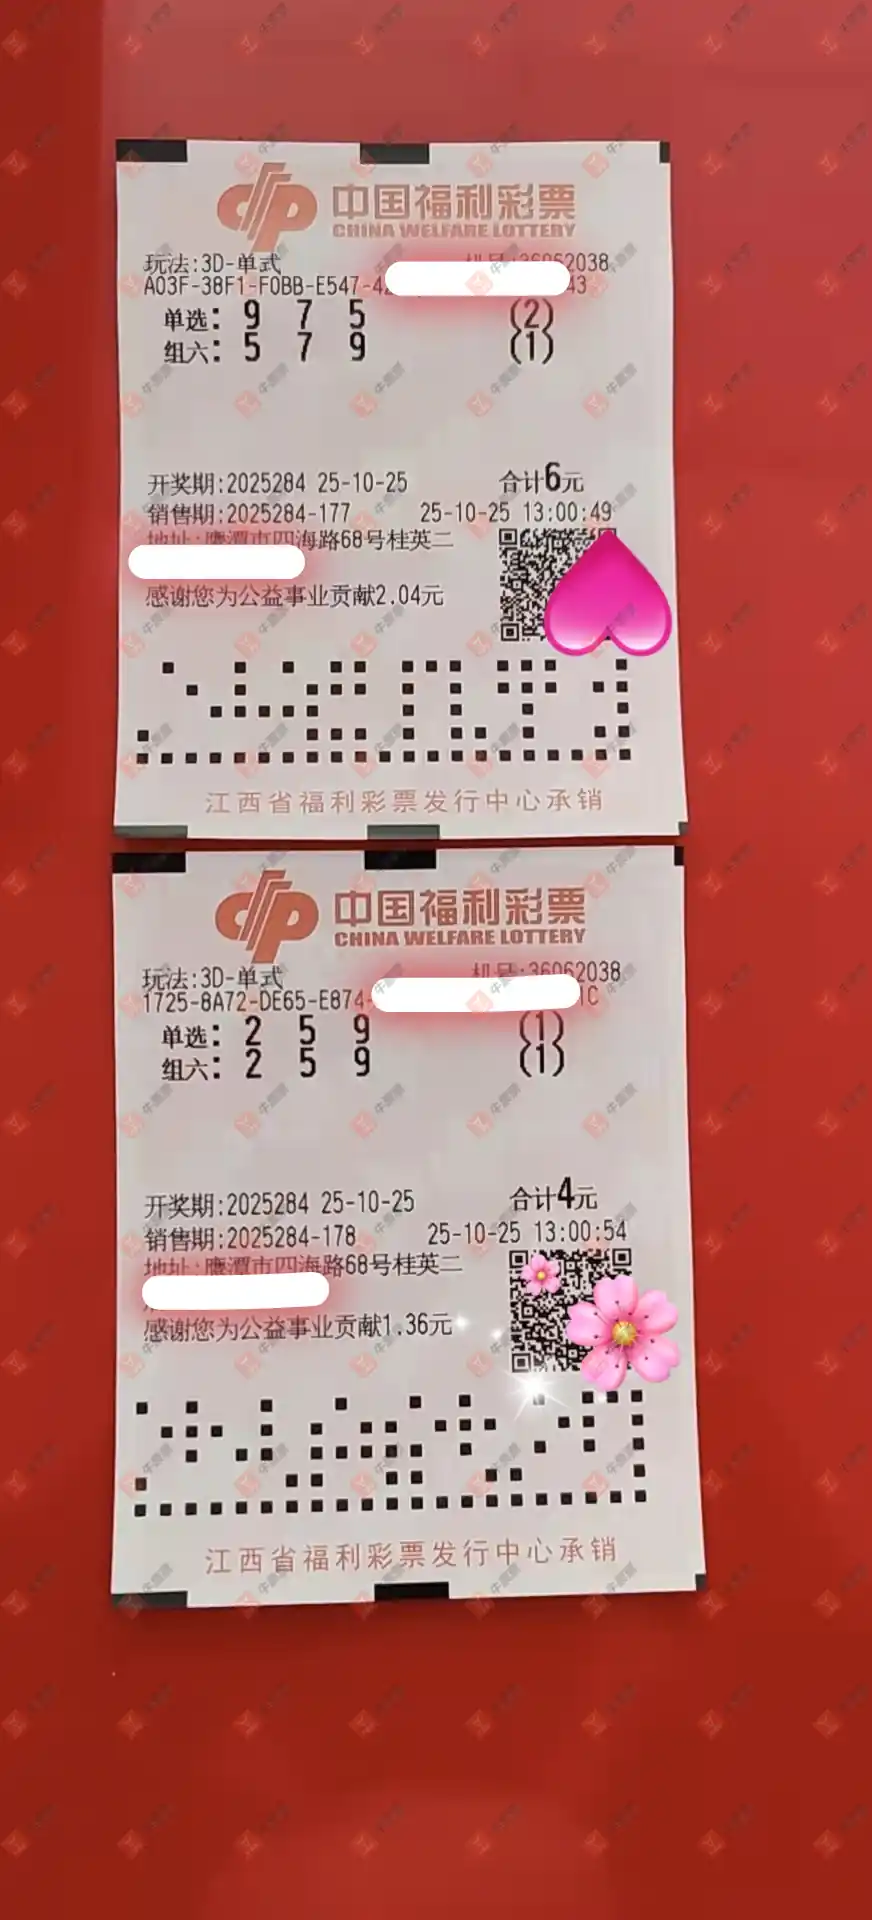 中国福利彩票
CHINA WELFARE LOTTERY
玩法:3D-单式 机号:36062038
A03F-38F1-F0BB-E547-4 43
单选: 9 7 5 (2)
组六: 5 7 9 (1)
开奖期:2025284 25-10-25 合计6元
销售期:2025284-177 25-10-25 13:00:49
地址:鹰潭市四海路68号桂英二
感谢您为公益事业贡献2.04元
江西省福利彩票发行中心承销
中国福利彩票
CHINA WELFARE LOTTERY
玩法:3D-单式 机号:36062038
1725-8A72-DE65-E874- 1C
单选: 2 5 9 (1)
组六: 2 5 9 (1)
开奖期:2025284 25-10-25 合计4元
销售期:2025284-178 25-10-25 13:00:54
地址:鹰潭市四海路68号桂英二
感谢您为公益事业贡献1.36元
江西省福利彩票发行中心承销